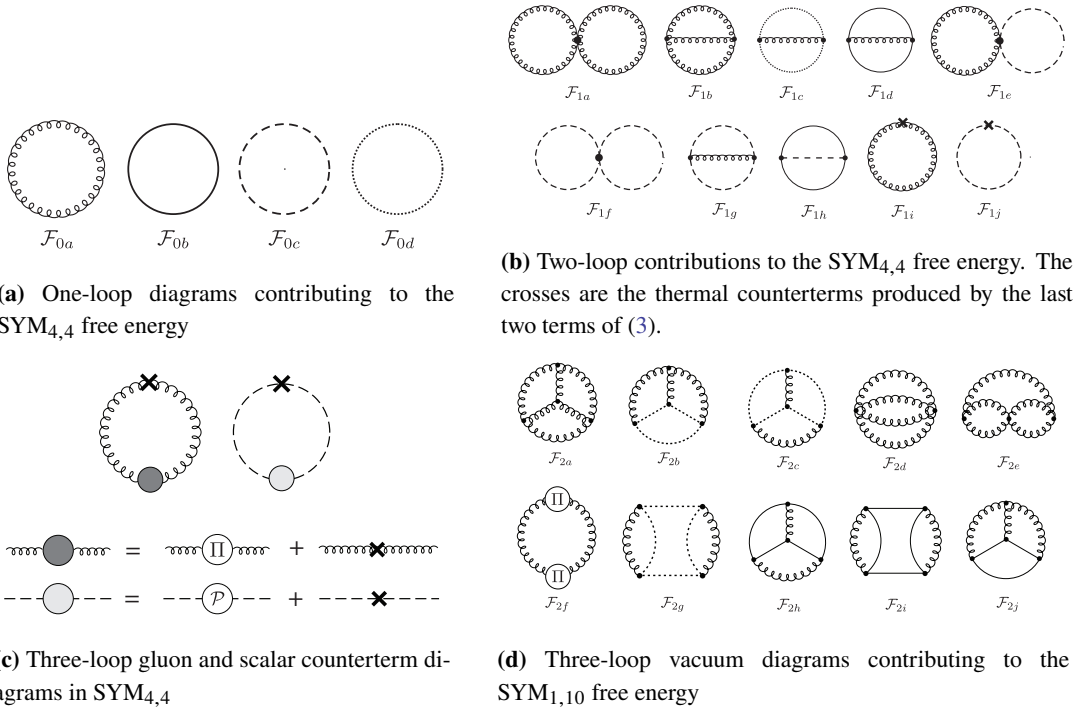 F1a F1b F1c F1d F1e
F0a F0b F0c F0d
F1f F1g F1h F1i F1j
(a) One-loop diagrams contributing to the
SYM4,4 free energy
(b) Two-loop contributions to the SYM4,4 free energy. The
crosses are the thermal counterterms produced by the last
two terms of (3).
= Π +
= P +
(c) Three-loop gluon and scalar counterterm di-
agrams in SYM4,4
F2a F2b F2c F2d F2e
Π
Π
F2f F2g F2h F2i F2j
(d) Three-loop vacuum diagrams contributing to the
SYM1,10 free energy